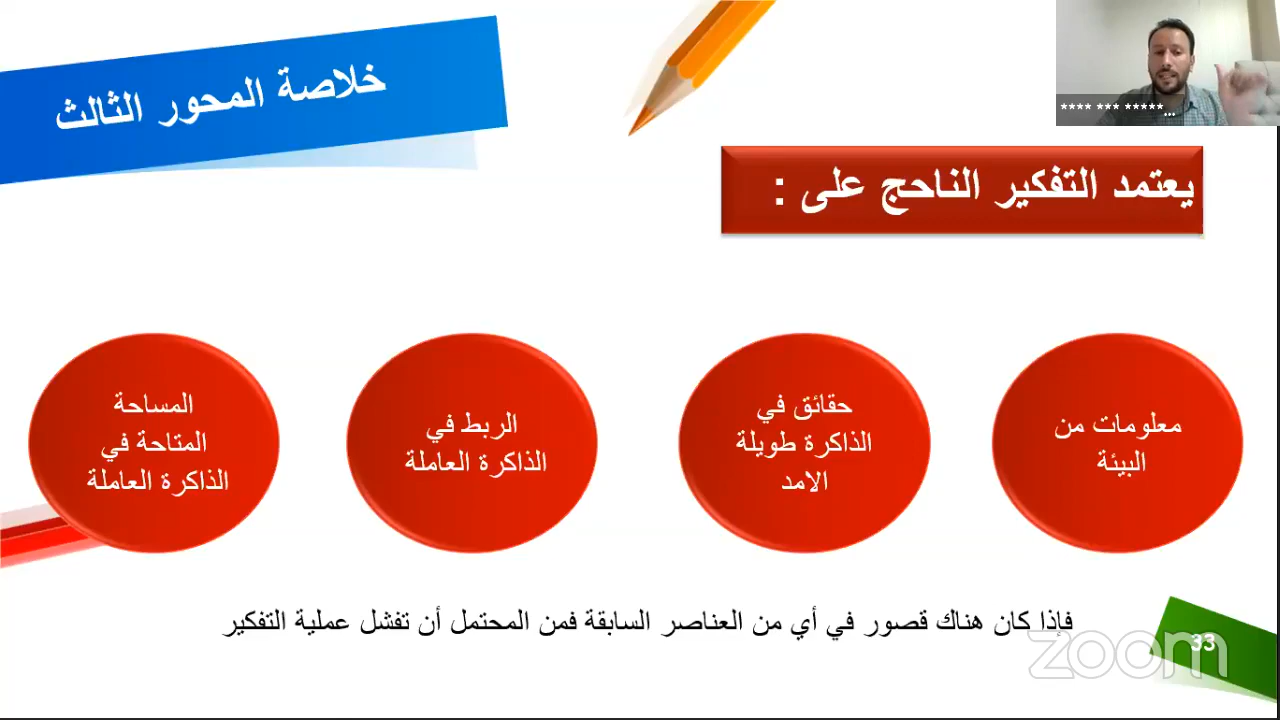 خلاصة المحور الثالث
**** *** *****...
يعتمد التفكير الناجح على :
معلومات من
البيئة
حقائق في
الذاكرة طويلة
الامد
الربط في
الذاكرة العاملة
المساحة
المتاحة في
الذاكرة العاملة
فإذا كان هناك قصور في أي من العناصر السابقة فمن المحتمل أن تفشل عملية التفكير
33
zoom